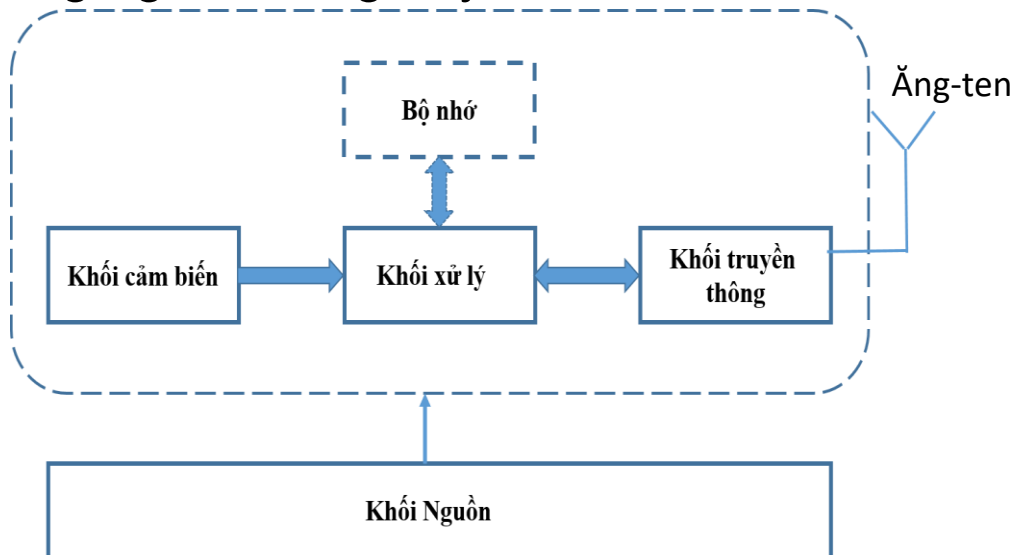 Ăng-ten
Bộ nhớ
Khối cảm biến
Khối xử lý
Khối truyền
thông
Khối Nguồn